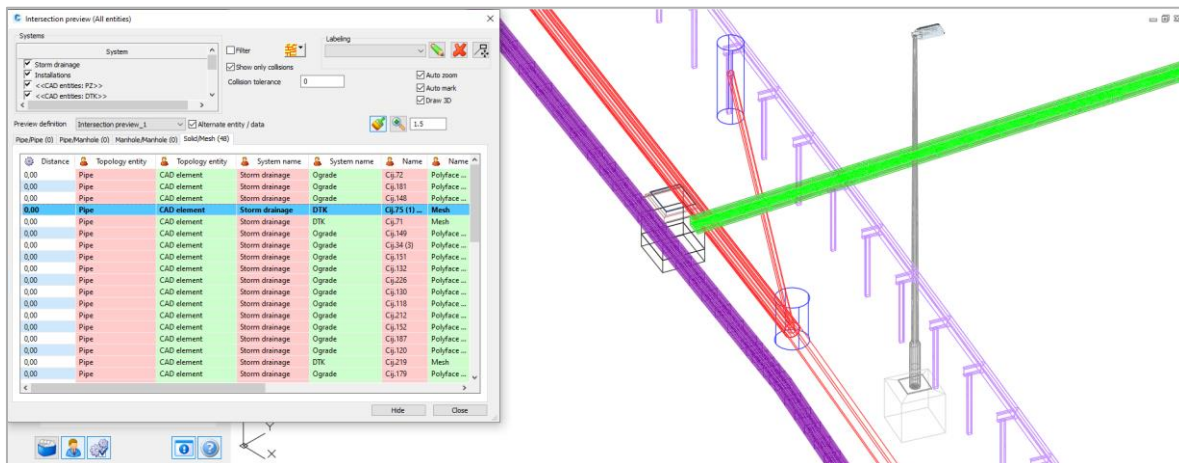 Intersection preview (All entities)
Systems
System
Storm drainage
Installations
<<CAD entities: PZ>>
<<CAD entities: DTK>>
Filter
Show only collisions
Collision tolerance 0
Labeling
Auto zoom
Auto mark
Draw 3D
Preview definition Intersection preview_1 Alternate entity / data 1.5
Pipe/Pipe (0) Pipe/Manhole (0) Manhole/Manhole (0) Solid/Mesh (48)
Distance Topology entity Topology entity System name System name Name Name
0,00 Pipe CAD element Storm drainage Ograde Cij.72 Polyface ...
0,00 Pipe CAD element Storm drainage Ograde Cij.181 Polyface ...
0,00 Pipe CAD element Storm drainage Ograde Cij.148 Polyface ...
0,00 Pipe CAD element Storm drainage DTK Cij.75 (1) ... Mesh
0,00 Pipe CAD element Storm drainage DTK Cij.71 Mesh
0,00 Pipe CAD element Storm drainage Ograde Cij.149 Polyface ...
0,00 Pipe CAD element Storm drainage Ograde Cij.34 (3) Polyface ...
0,00 Pipe CAD element Storm drainage Ograde Cij.151 Polyface ...
0,00 Pipe CAD element Storm drainage Ograde Cij.132 Polyface ...
0,00 Pipe CAD element Storm drainage Ograde Cij.226 Polyface ...
0,00 Pipe CAD element Storm drainage Ograde Cij.130 Polyface ...
0,00 Pipe CAD element Storm drainage Ograde Cij.118 Polyface ...
0,00 Pipe CAD element Storm drainage Ograde Cij.212 Polyface ...
0,00 Pipe CAD element Storm drainage Ograde Cij.152 Polyface ...
0,00 Pipe CAD element Storm drainage Ograde Cij.187 Polyface ...
0,00 Pipe CAD element Storm drainage Ograde Cij.120 Polyface ...
0,00 Pipe CAD element Storm drainage DTK Cij.219 Mesh
0,00 Pipe CAD element Storm drainage Ograde Cij.179 Polyface ...
Hide Close
Y
X